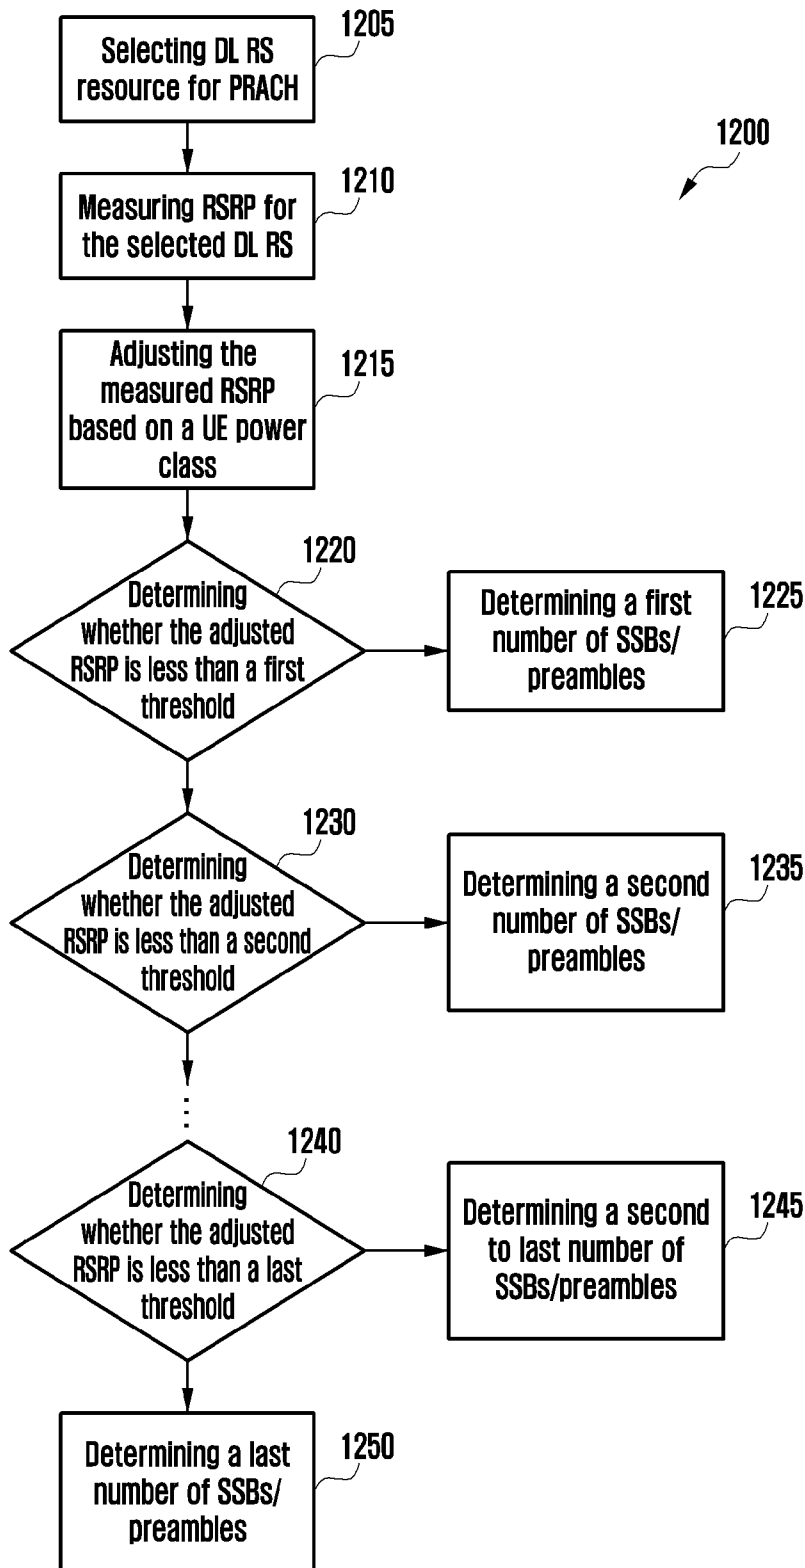 Selecting DL RS
resource for PRACH
1205
1200
Measuring RSRP for
the selected DL RS
1210
Adjusting the
measured RSRP
based on a UE power
class
1215
Determining
whether the adjusted
RSRP is less than a first
threshold
1220
Determining a first
number of SSBs/
preambles
1225
Determining
whether the adjusted
RSRP is less than a second
threshold
1230
Determining a second
number of SSBs/
preambles
1235
Determining
whether the adjusted
RSRP is less than a last
threshold
1240
Determining a second
to last number of
SSBs/preambles
1245
Determining a last
number of SSBs/
preambles
1250